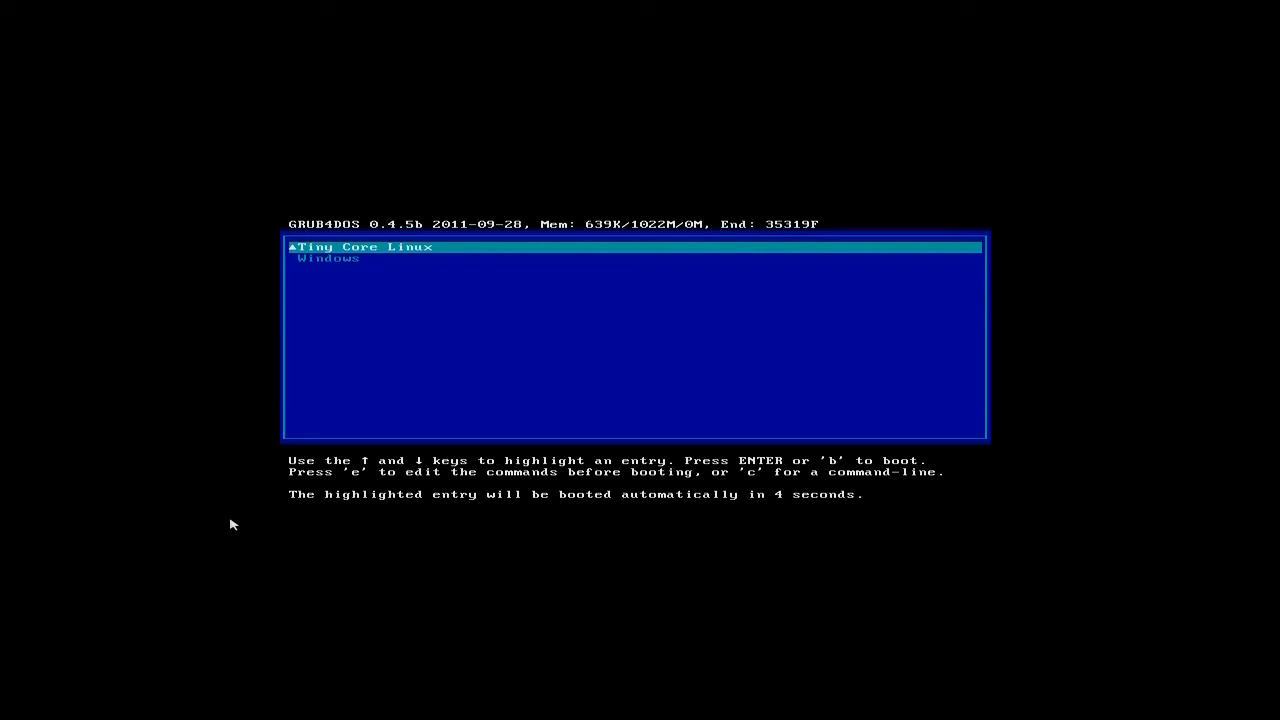 GRUB4DOS 0.4.5b 2011-09-28, Mem: 639K/1022M/0M, End: 35319F
▲Tiny Core Linux
Windows
Use the ↑ and ↓ keys to highlight an entry. Press ENTER or 'b' to boot.
Press 'e' to edit the commands before booting, or 'c' for a command-line.
The highlighted entry will be booted automatically in 4 seconds.